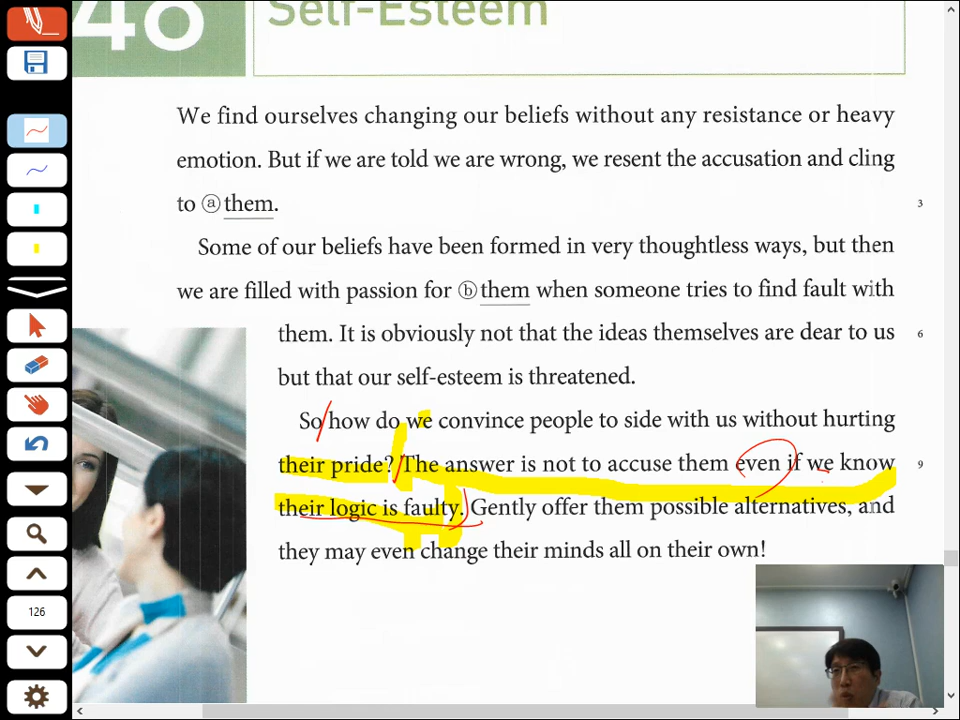 48
Self-Esteem
We find ourselves changing our beliefs without any resistance or heavy
emotion. But if we are told we are wrong, we resent the accusation and cling
to ⓐ them.
3
Some of our beliefs have been formed in very thoughtless ways, but then
we are filled with passion for ⓑ them when someone tries to find fault with
them. It is obviously not that the ideas themselves are dear to us
6
but that our self-esteem is threatened.
So how do we convince people to side with us without hurting
their pride? The answer is not to accuse them even if we know
9
their logic is faulty. Gently offer them possible alternatives, and
they may even change their minds all on their own!
126